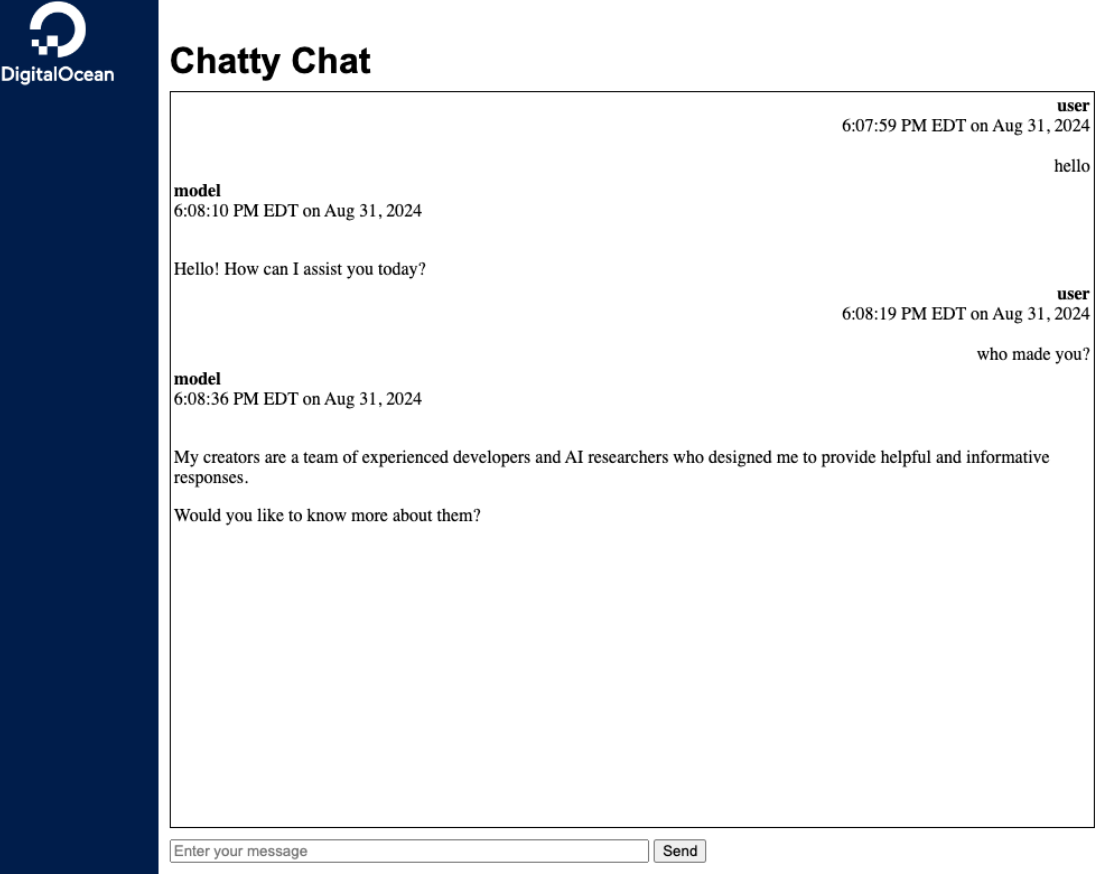 DigitalOcean
Chatty Chat
user
6:07:59 PM EDT on Aug 31, 2024
hello
model
6:08:10 PM EDT on Aug 31, 2024
Hello! How can I assist you today?
user
6:08:19 PM EDT on Aug 31, 2024
who made you?
model
6:08:36 PM EDT on Aug 31, 2024
My creators are a team of experienced developers and AI researchers who designed me to provide helpful and informative
responses.
Would you like to know more about them?
Enter your message
Send